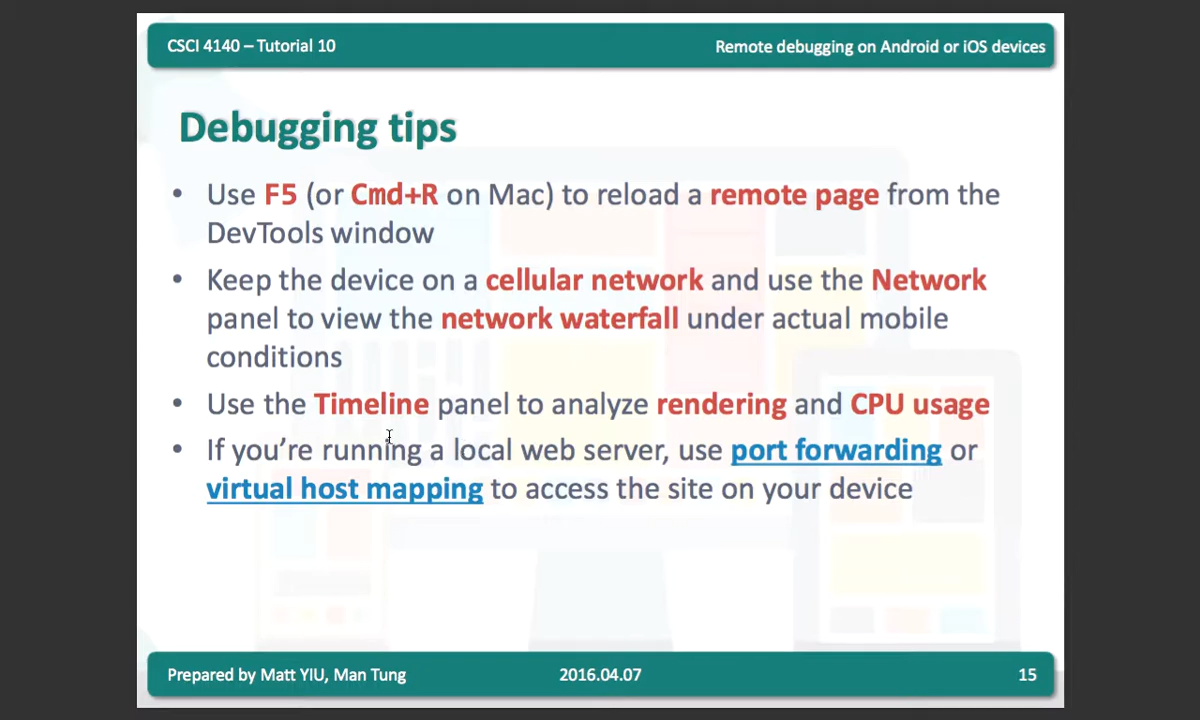 CSCI 4140 – Tutorial 10
Remote debugging on Android or iOS devices
Debugging tips
• Use F5 (or Cmd+R on Mac) to reload a remote page from the
DevTools window
• Keep the device on a cellular network and use the Network
panel to view the network waterfall under actual mobile
conditions
• Use the Timeline panel to analyze rendering and CPU usage
• If you’re running a local web server, use port forwarding or
virtual host mapping to access the site on your device
Prepared by Matt YIU, Man Tung
2016.04.07
15